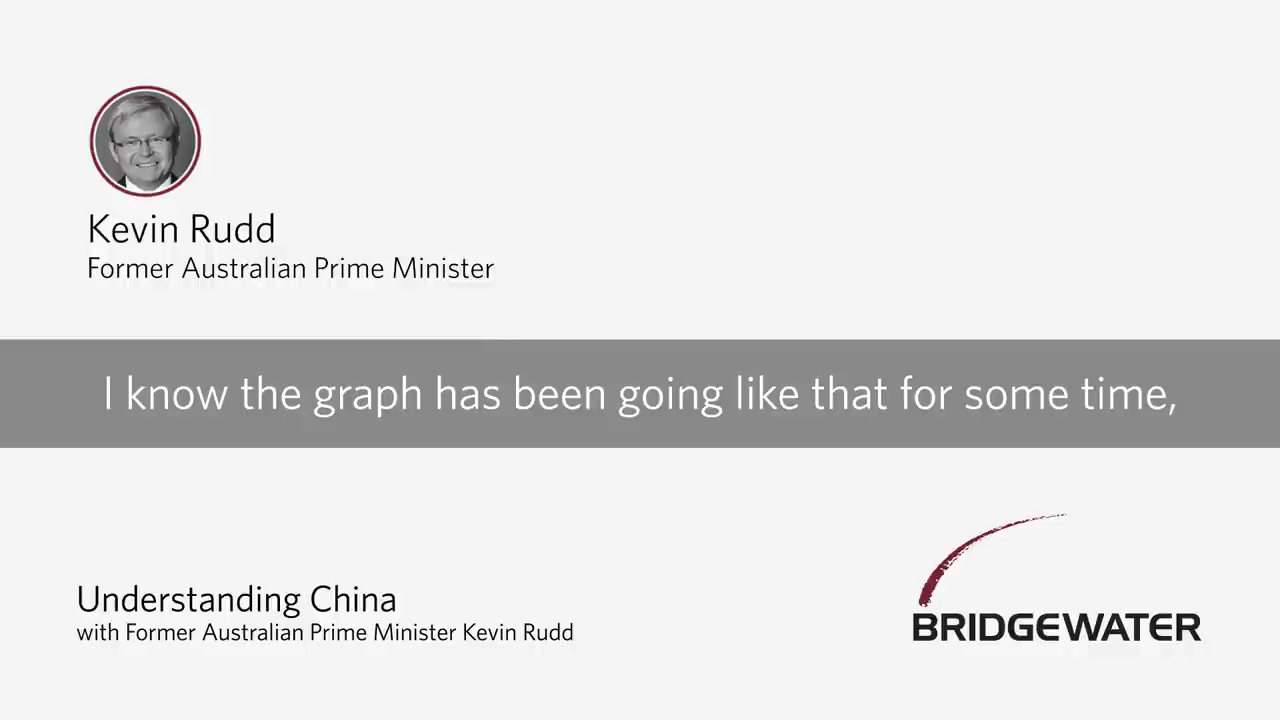 Kevin Rudd
Former Australian Prime Minister
I know the graph has been going like that for some time,
Understanding China
with Former Australian Prime Minister Kevin Rudd
BRIDGEWATER